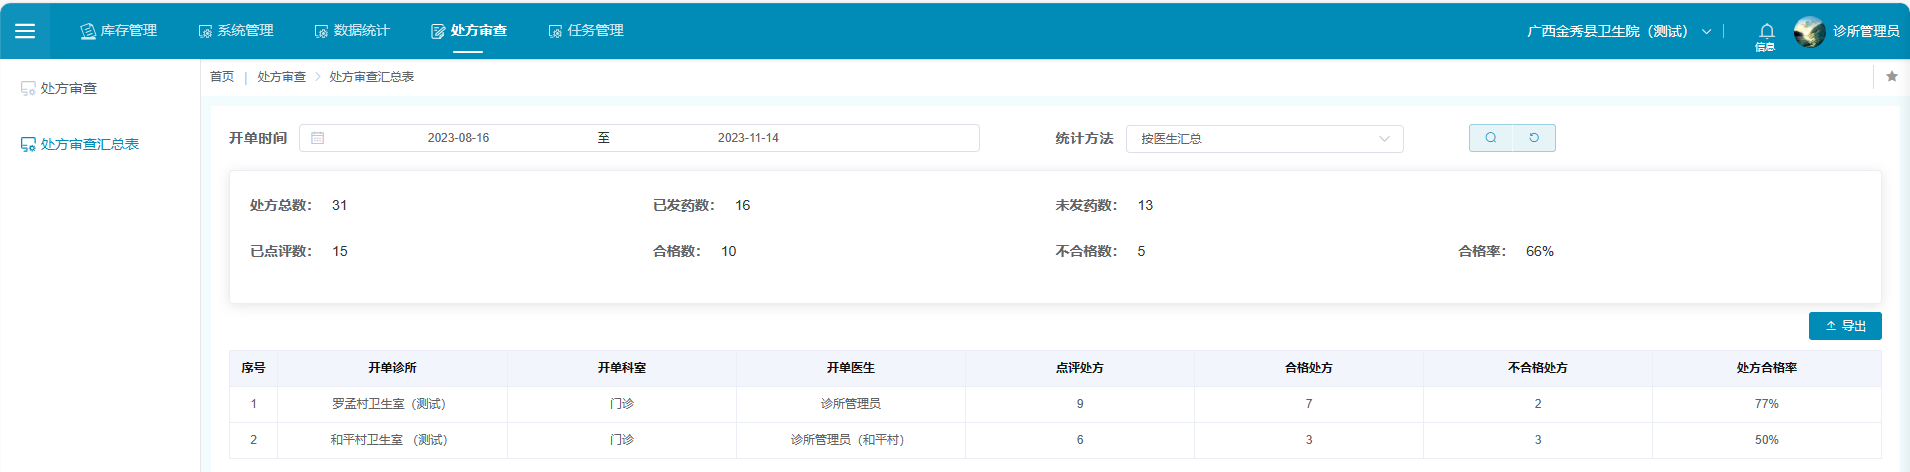 库存管理 系统管理 数据统计 处方审查 任务管理 广西金秀县卫生院（测试） 信息 诊所管理员
处方审查
处方审查汇总表
首页 | 处方审查 > 处方审查汇总表
开单时间 2023-08-16 至 2023-11-14 统计方法 按医生汇总
处方总数： 31 已发药数： 16 未发药数： 13
已点评数： 15 合格数： 10 不合格数： 5 合格率： 66%
导出
序号 开单诊所 开单科室 开单医生 点评处方 合格处方 不合格处方 处方合格率
1 罗孟村卫生室（测试） 门诊 诊所管理员 9 7 2 77%
2 和平村卫生室 （测试） 门诊 诊所管理员（和平村） 6 3 3 50%